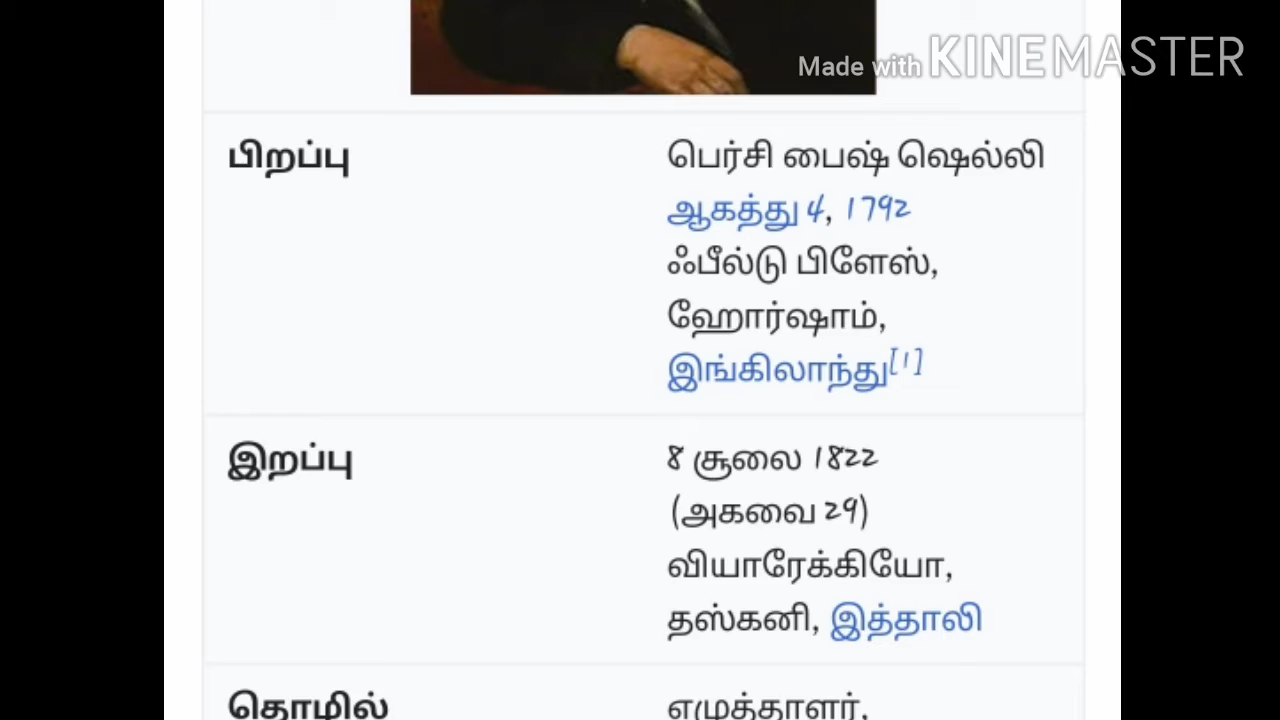 Made with KINEMASTER
பிறப்பு
பெர்சி பைஷ் ஷெல்லி
ஆகத்து 4, 1792
ஃபீல்டு பிளேஸ்,
ஹோர்ஷாம்,
இங்கிலாந்து[1]
இறப்பு
8 சூலை 1822
(அகவை 29)
வியாரேக்கியோ,
தஸ்கனி, இத்தாலி
தொழில்
எழுத்தாளர்,